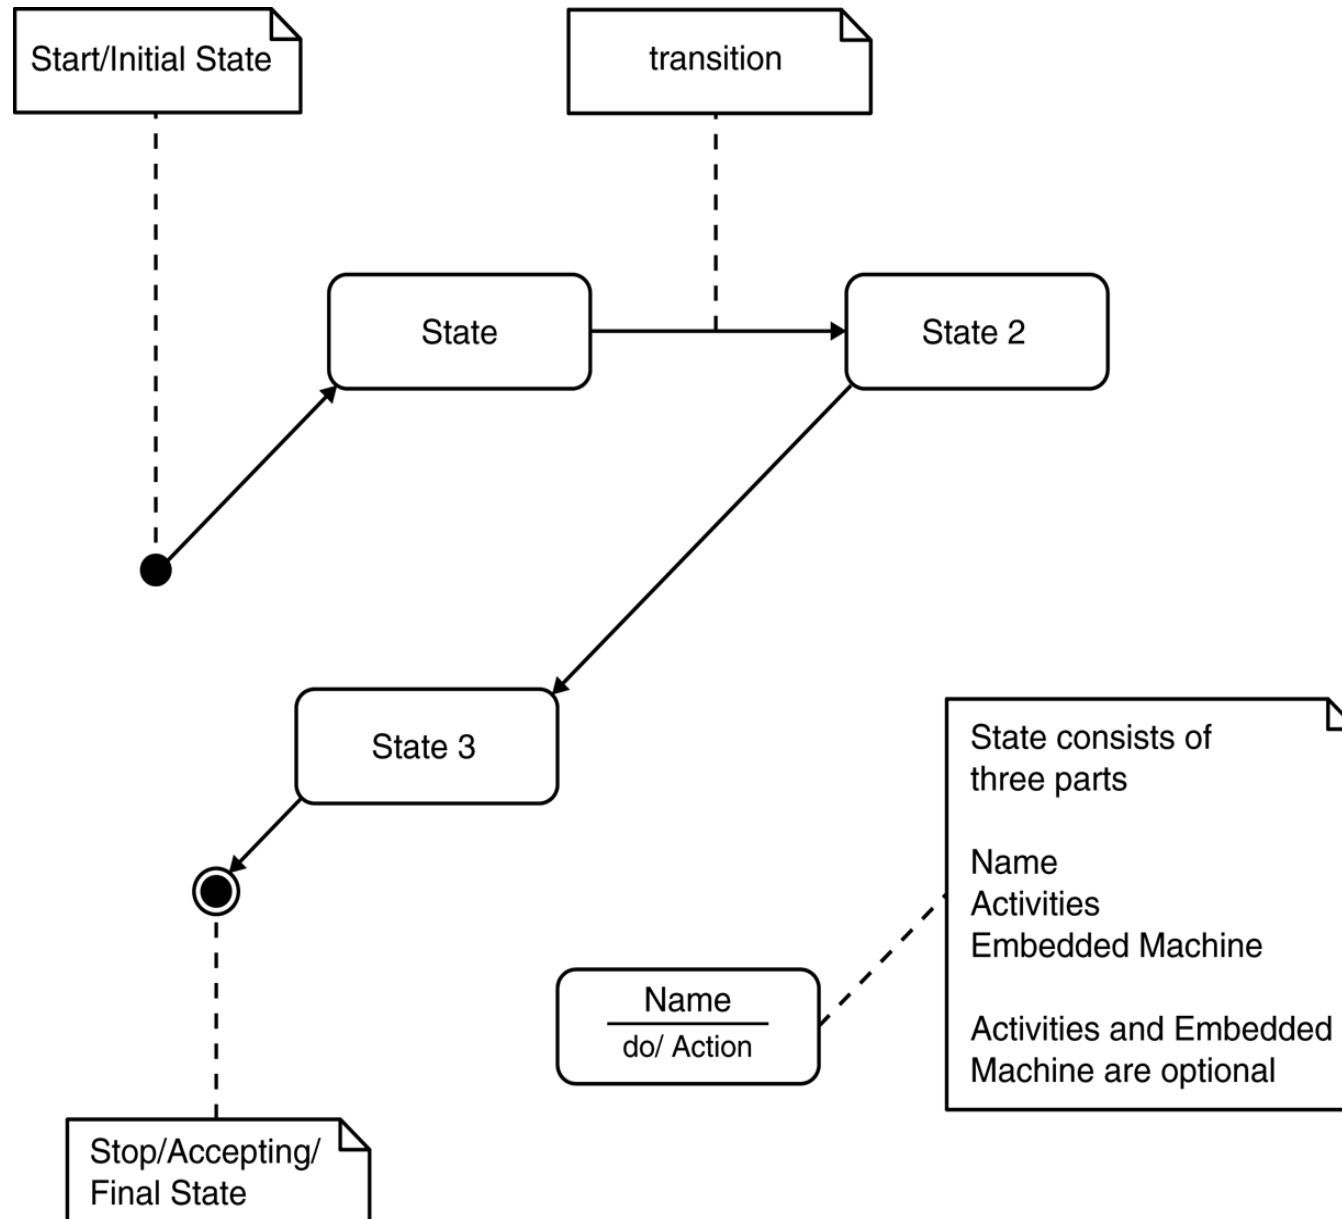 Start/Initial State
transition
State
State 2
State 3
State consists of
three parts
Name
Activities
Embedded Machine
Activities and Embedded
Machine are optional
Name
do/ Action
Stop/Accepting/
Final State